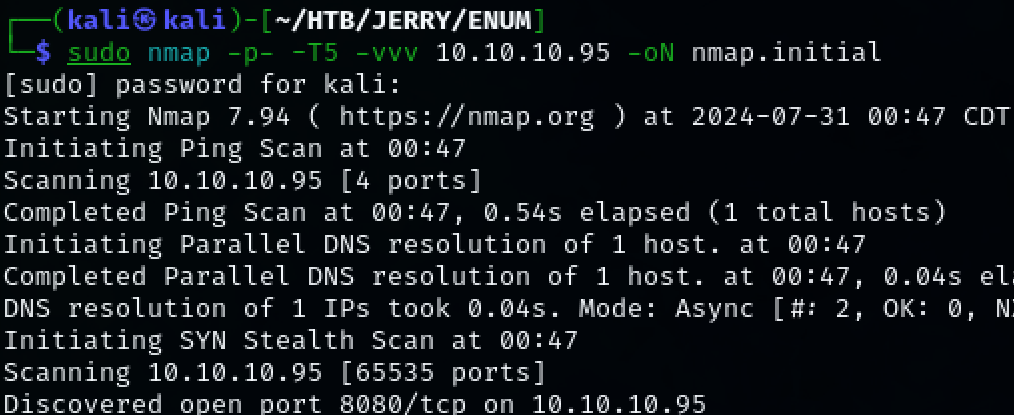 ┌──(kali㉿kali)-[~/HTB/JERRY/ENUM]
└─$ sudo nmap -p- -T5 -vvv 10.10.10.95 -oN nmap.initial
[sudo] password for kali:
Starting Nmap 7.94 ( https://nmap.org ) at 2024-07-31 00:47 CDT
Initiating Ping Scan at 00:47
Scanning 10.10.10.95 [4 ports]
Completed Ping Scan at 00:47, 0.54s elapsed (1 total hosts)
Initiating Parallel DNS resolution of 1 host. at 00:47
Completed Parallel DNS resolution of 1 host. at 00:47, 0.04s
DNS resolution of 1 IPs took 0.04s. Mode: Async [#: 2, OK: 0,
Initiating SYN Stealth Scan at 00:47
Scanning 10.10.10.95 [65535 ports]
Discovered open port 8080/tcp on 10.10.10.95